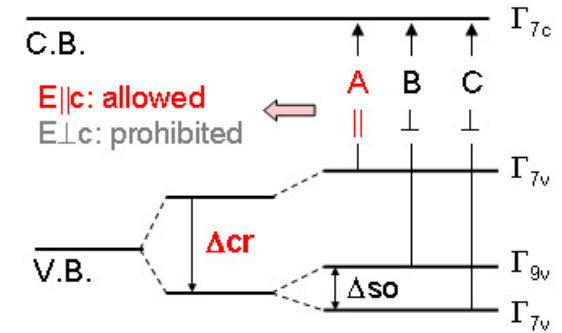 Γ7c
C.B.
A B C
E||c: allowed
E⊥c: prohibited
|| ⊥ ⊥
Γ7v
Δcr
V.B.
Γ9v
Δso
Γ7v